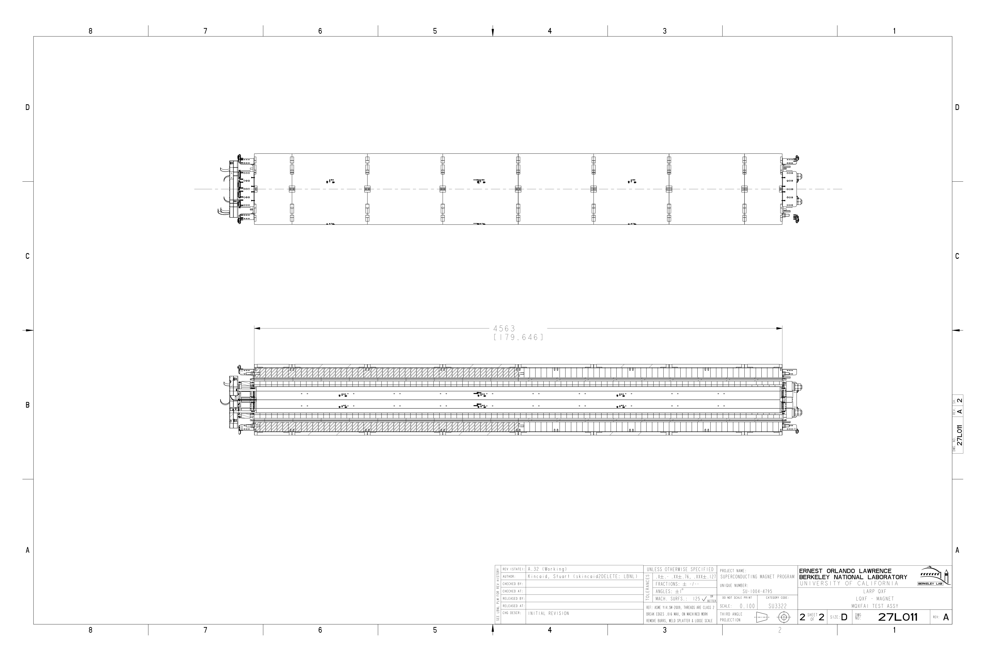 8 7 6 5 4 3 1
D D
C C
4563
[179.646]
B B
SH. 2
REV. A
DWG. NO. 27L011
A A
SEE LBNL PLM FOR REV HISTORY
REV (STATE): A.32 (Working)
AUTHOR: Kincaid, Stuart (skincaid2DELETE: LBNL)
CHECKED BY:
CHECKED AT:
RELEASED BY:
RELEASED AT:
CHG DESCR: INITIAL REVISION
UNLESS OTHERWISE SPECIFIED
TOLERANCES
.X±.- .XX±.76, .XXX±.127
FRACTIONS: ± -/--
ANGLES: ±1°
MACH. SURFS.: 125 √ OR BETTER
REF: ASME Y14.5M-2009, THREADS ARE CLASS 2
BREAK EDGES .016 MAX, ON MACHINED WORK
REMOVE BURRS, WELD SPLATTER & LOOSE SCALE
PROJECT NAME:
SUPERCONDUCTING MAGNET PROGRAM
UNIQUE NUMBER:
SU-1004-4795
DO NOT SCALE PRINT
SCALE: 0.100
CATEGORY CODE:
SU3322
THIRD ANGLE
PROJECTION
ERNEST ORLANDO LAWRENCE
BERKELEY NATIONAL LABORATORY
UNIVERSITY OF CALIFORNIA
BERKELEY LAB
LARP QXF
LQXF - MAGNET
MQXFA1 TEST ASSY
2 SHEET OF 2
SIZE: D
DWG NO: 27L011
REV: A
8 7 6 5 4 3 2 1